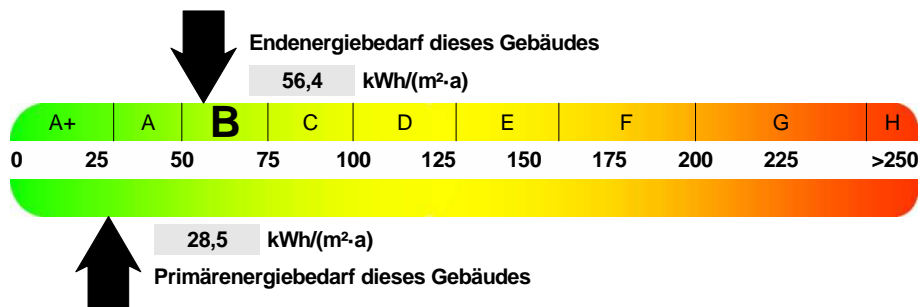 Endenergiebedarf dieses Gebäudes
56,4 kWh/(m²·a)
A+ A B C D E F G H
0 25 50 75 100 125 150 175 200 225 >250
28,5 kWh/(m²·a)
Primärenergiebedarf dieses Gebäudes